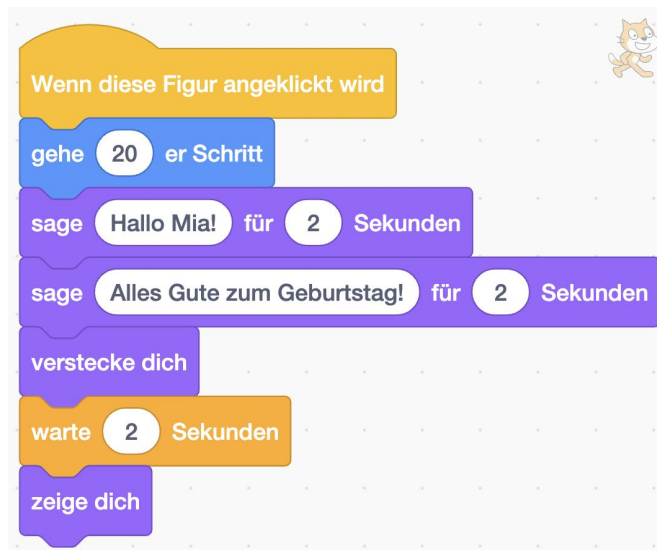 Wenn diese Figur angeklickt wird
gehe 20 er Schritt
sage Hallo Mia! für 2 Sekunden
sage Alles Gute zum Geburtstag! für 2 Sekunden
verstecke dich
warte 2 Sekunden
zeige dich